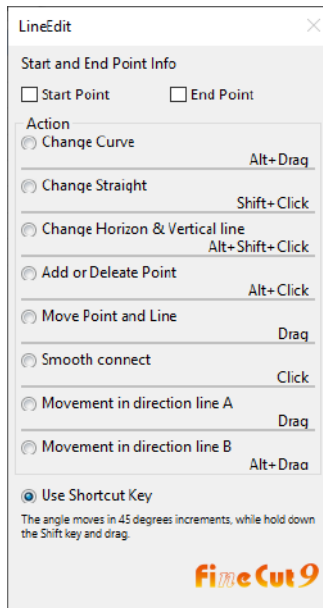 LineEdit
Start and End Point Info
Start Point End Point
Action
Change Curve
Alt+Drag
Change Straight
Shift+Click
Change Horizon & Vertical line
Alt+Shift+Click
Add or Deleate Point
Alt+Click
Move Point and Line
Drag
Smooth connect
Click
Movement in direction line A
Drag
Movement in direction line B
Alt+Drag
Use Shortcut Key
The angle moves in 45 degrees increments, while hold down
the Shift key and drag.
FineCut9